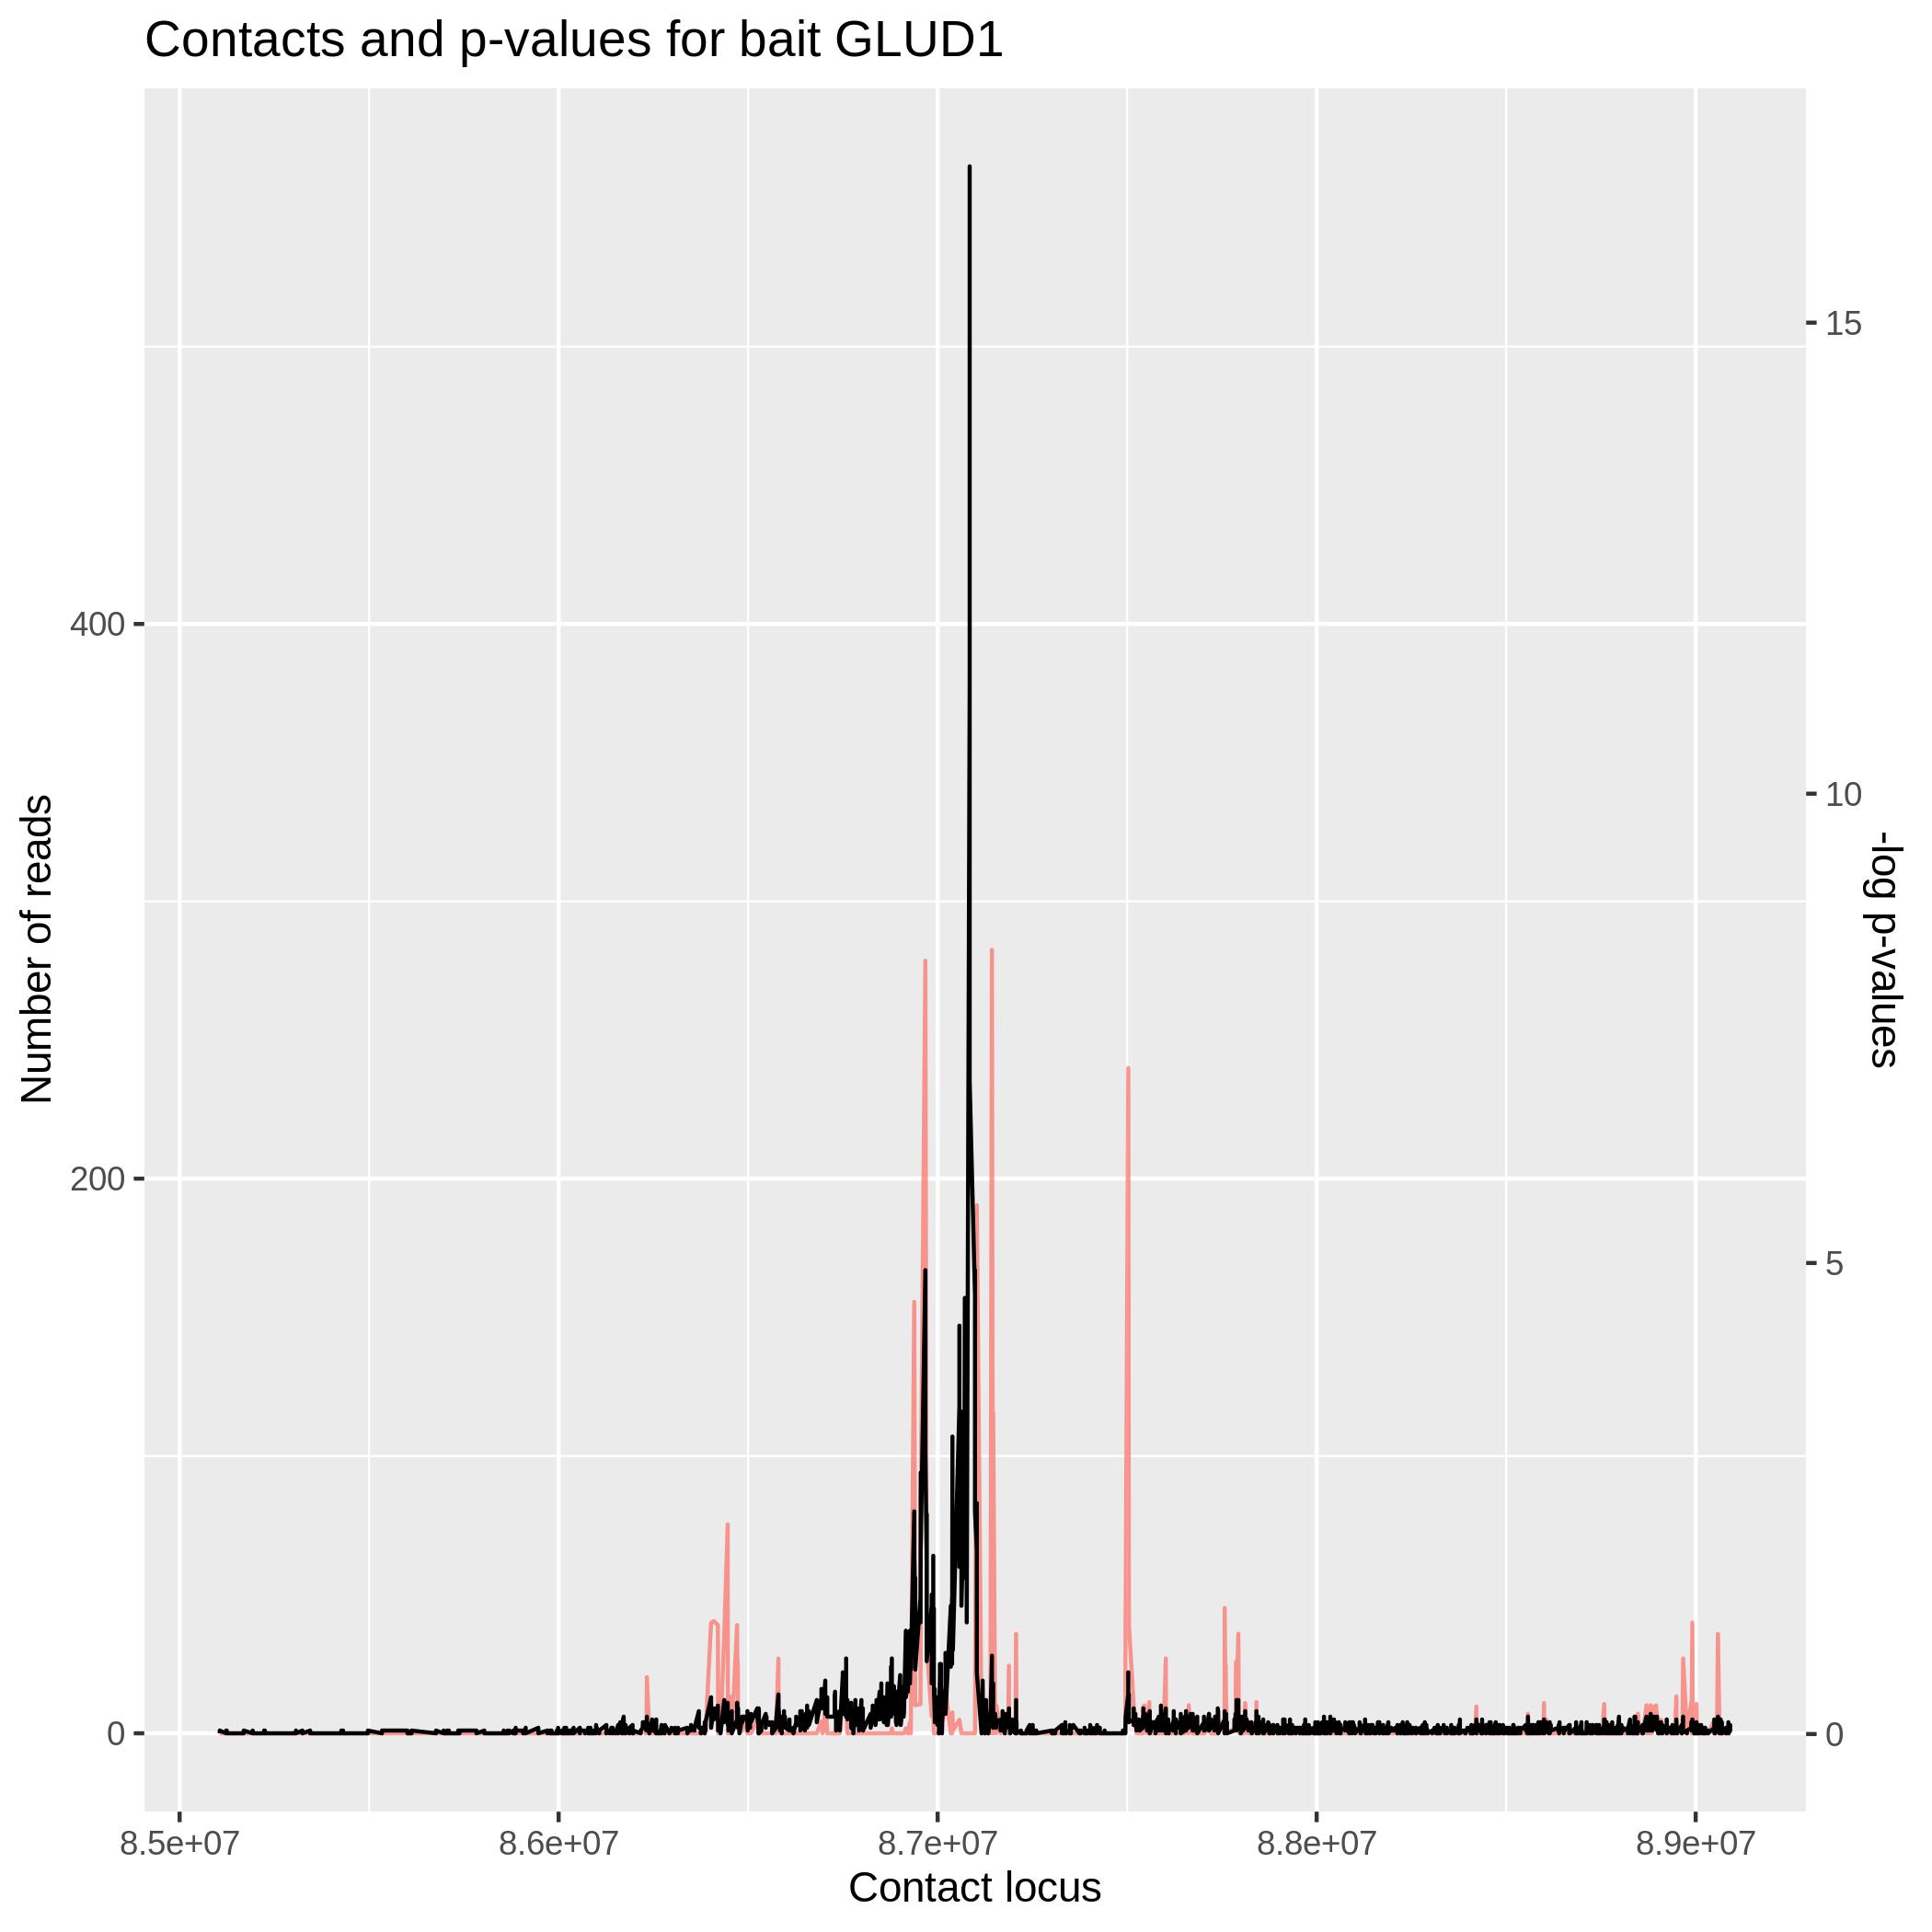 Contacts and p-values for bait GLUD1
Number of reads
400
200
0
15
10
5
0
-log p-values
8.5e+07
8.6e+07
8.7e+07
8.8e+07
8.9e+07
Contact locus